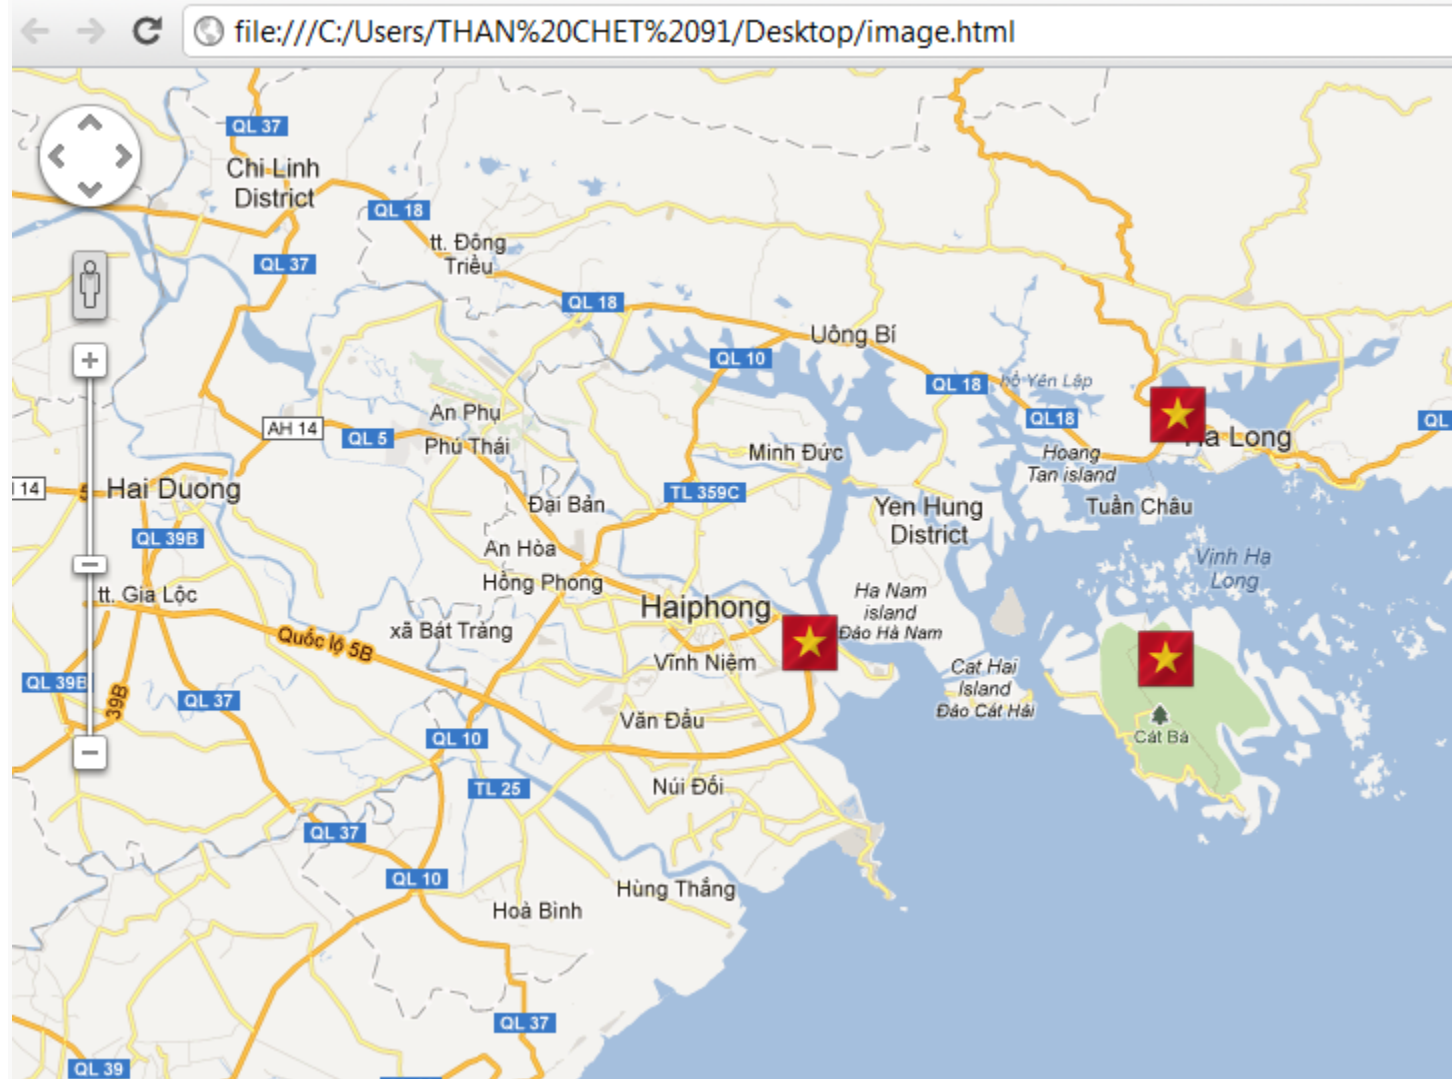 file:///C:/Users/THAN%20CHET%2091/Desktop/image.html
QL 37
Chi Linh
District
QL 18
tt. Đông
Triều
QL 37
QL 18
Uông Bí
QL 10
QL 18
hồ Yên Lập
An Phụ
QL18
QL
AH 14
QL 5
Phú Thái
Minh Đức
Hoang
Tan island
Ha Long
14
5
Hai Duong
TL 359C
Đại Bản
Yen Hung
District
Tuần Châu
QL 39B
An Hòa
Vịnh Hạ
Long
Hồng Phong
tt. Gia Lộc
Haiphong
Ha Nam
island
Đảo Hà Nam
xã Bát Tràng
Quốc lộ 5B
Vĩnh Niệm
Cat Hai
Island
Đảo Cát Hải
QL 39B
39B
QL 37
Văn Đẩu
QL 10
Cát Bà
TL 25
Núi Đối
QL 37
QL 10
Hùng Thắng
Hoà Bình
QL 37
QL 39